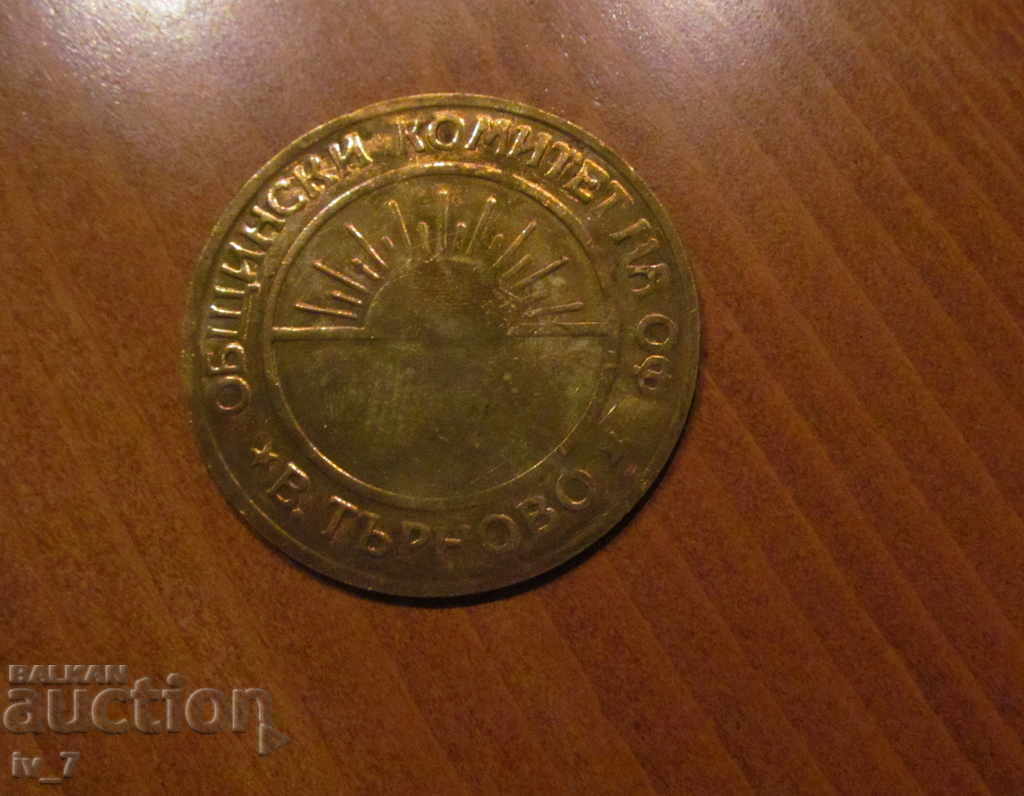 ОБЩИНСКИ КОМИТЕТ НА ОФ
* В. ТЪРНОВО
BALKAN
auction
iv_7